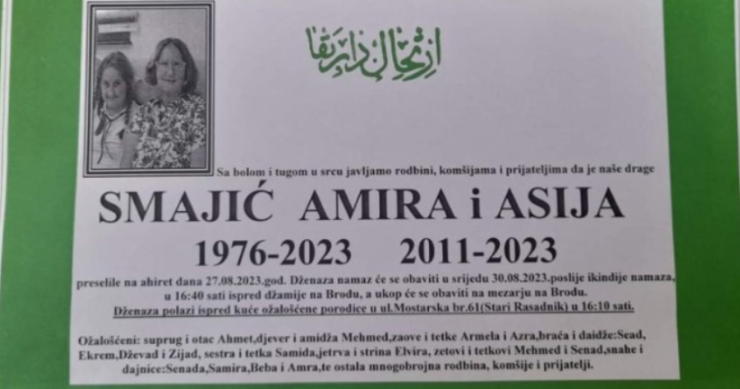 ارتحال دار بقا
Sa bolom i tugom u srcu javljamo rodbini, komšijama i prijateljima da je naše drage
SMAJIĆ AMIRA i ASIJA
1976-2023 2011-2023
preselile na ahiret dana 27.08.2023.god. Dženaza namaz će se obaviti u srijedu 30.08.2023.poslije ikindije namaza,
u 16:40 sati ispred džamije na Brodu, a ukop će se obaviti na mezarju na Brodu.
Dženaza polazi ispred kuće ožalošćene porodice u ul.Mostarska br.61(Stari Rasadnik) u 16:10 sati.
Ožalošćeni: suprug i otac Ahmet,djever i amidža Mehmed,zaove i tetke Armela i Azra,braća i daidže:Sead,
Ekrem,Dževad i Zijad, sestra i tetka Samida,jetrva i strina Elvira, zetovi i tetkovi Mehmed i Senad,snahe i
dajnice:Senada,Samira,Beba i Amra,te ostala mnogobrojna rodbina, komšije i prijatelji.